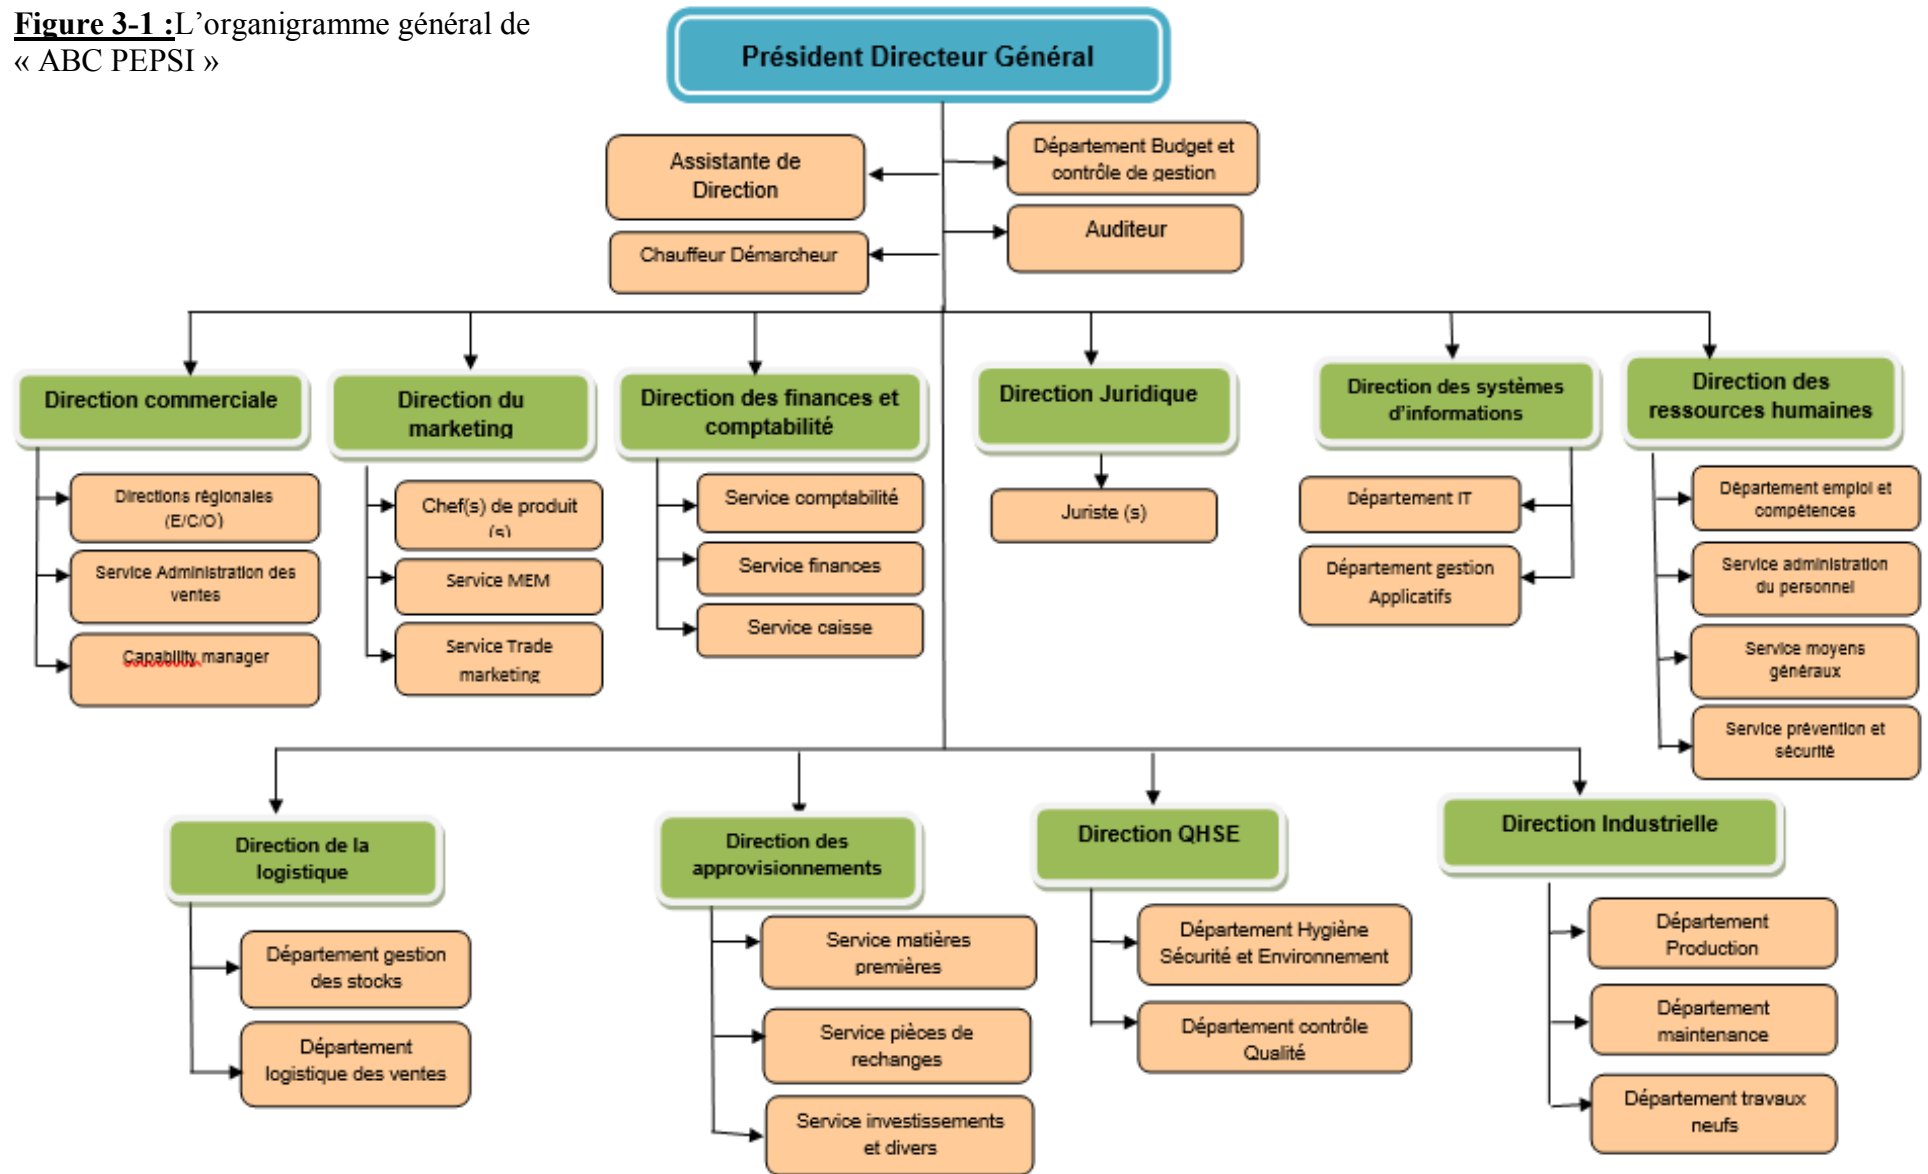 Figure 3-1 :L’organigramme général de
« ABC PEPSI »
Président Directeur Général
Assistante de
Direction
Département Budget et
contrôle de gestion
Auditeur
Chauffeur Démarcheur
Direction commerciale
Directions régionales
(E/C/O)
Service Administration des
ventes
Capability manager
Direction du
marketing
Chef(s) de produit
(s)
Service MEM
Service Trade
marketing
Direction des finances et
comptabilité
Service comptabilité
Service finances
Service caisse
Direction Juridique
Juriste (s)
Direction des systèmes
d’informations
Département IT
Département gestion
Applicatifs
Direction des
ressources humaines
Département emploi et
compétences
Service administration
du personnel
Service moyens
généraux
Service prévention et
sécurité
Direction de la
logistique
Département gestion
des stocks
Département
logistique des ventes
Direction des
approvisionnements
Service matières
premières
Service pièces de
rechanges
Service investissements
et divers
Direction QHSE
Département Hygiène
Sécurité et Environnement
Département contrôle
Qualité
Direction Industrielle
Département
Production
Département
maintenance
Département travaux
neufs